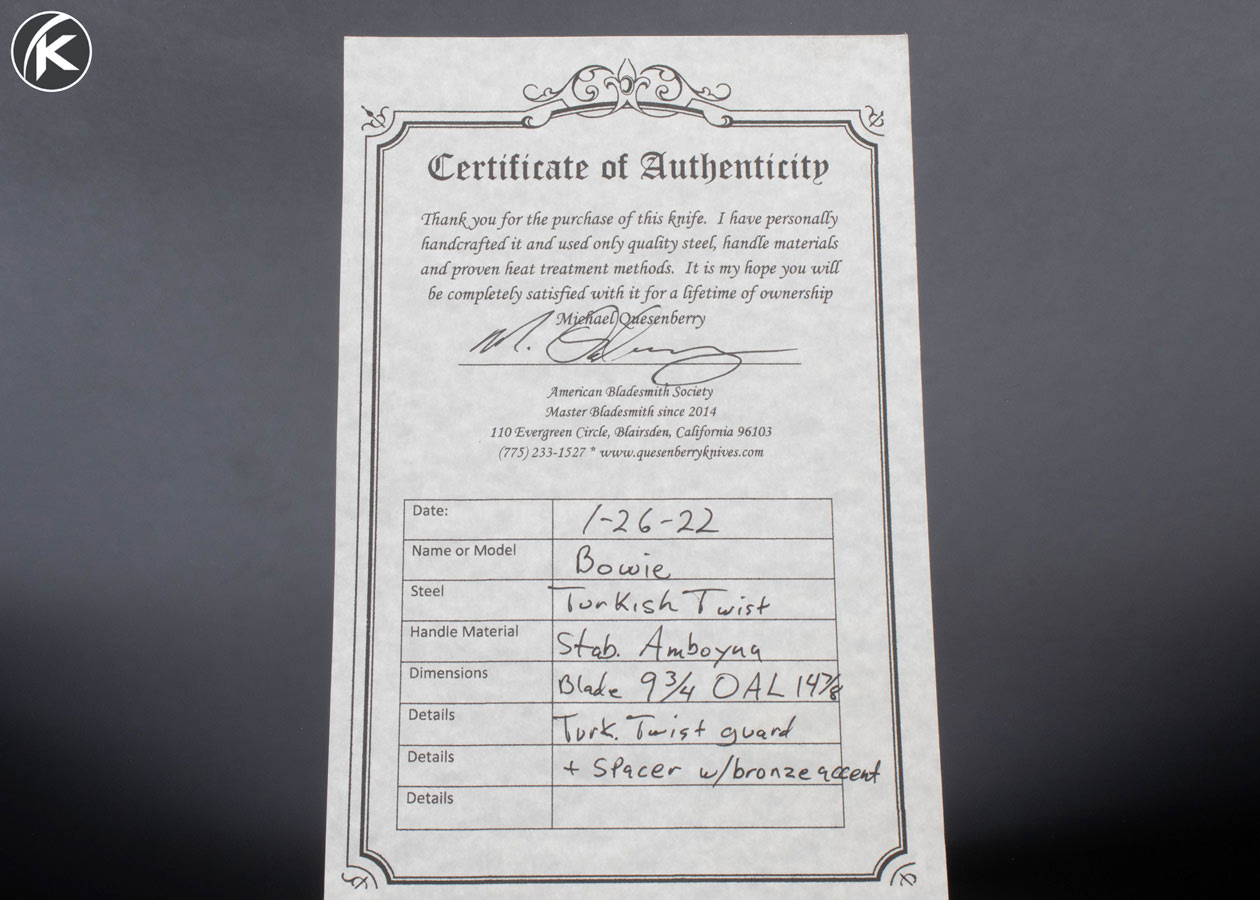 K
Certificate of Authenticity
Thank you for the purchase of this knife. I have personally
handcrafted it and used only quality steel, handle materials
and proven heat treatment methods. It is my hope you will
be completely satisfied with it for a lifetime of ownership
Michael Quesenberry
American Bladesmith Society
Master Bladesmith since 2014
110 Evergreen Circle, Blairsden, California 96103
(775) 233-1527 * www.quesenberryknives.com
Date: 1-26-22
Name or Model Bowie
Steel Turkish Twist
Handle Material Stab. Amboyna
Dimensions Blade 9 3/4 OAL 14 7/8
Details Turk. Twist guard
Details + Spacer w/bronze accent
Details